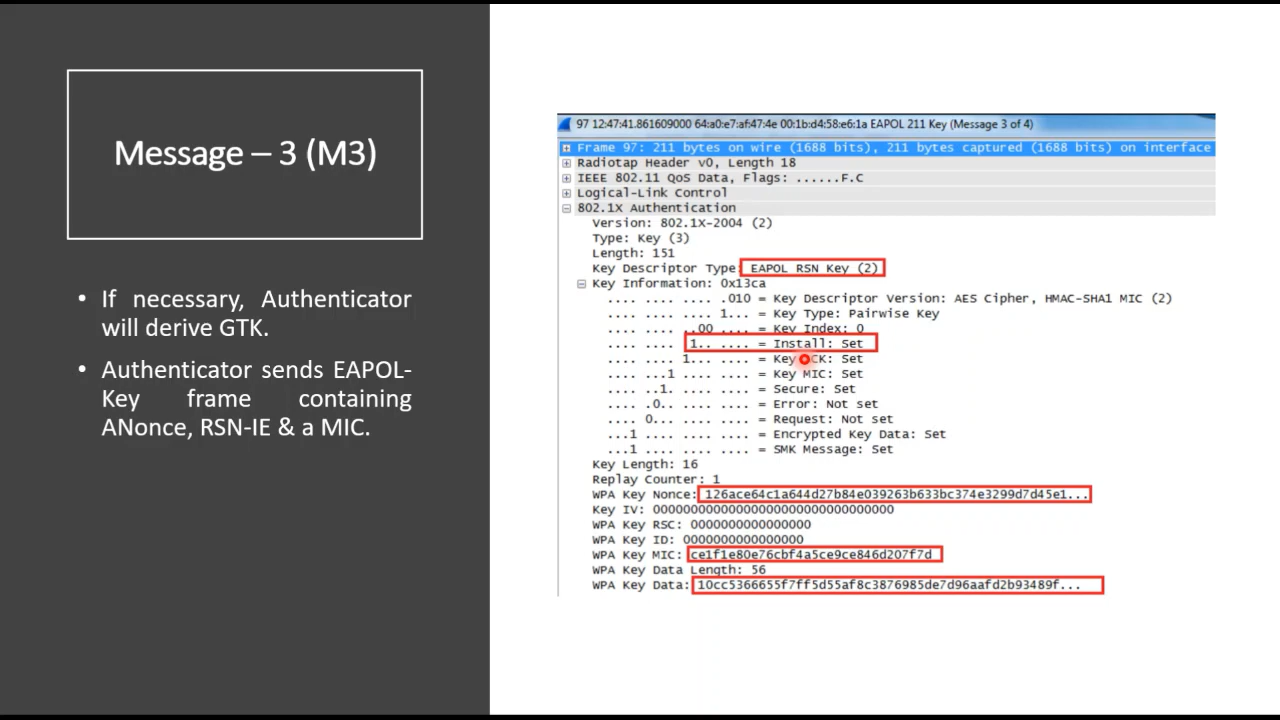 Message – 3 (M3)
• If necessary, Authenticator
will derive GTK.
• Authenticator sends EAPOL-
Key frame containing
ANonce, RSN-IE & a MIC.
97 12:47:41.861609000 64:a0:e7:af:47:4e 00:1b:d4:58:e6:1a EAPOL 211 Key (Message 3 of 4)
Frame 97: 211 bytes on wire (1688 bits), 211 bytes captured (1688 bits) on interface
Radiotap Header v0, Length 18
IEEE 802.11 QoS Data, Flags: ......F.C
Logical-Link Control
802.1X Authentication
Version: 802.1X-2004 (2)
Type: Key (3)
Length: 151
Key Descriptor Type: EAPOL RSN Key (2)
Key Information: 0x13ca
.... .... .... .010 = Key Descriptor Version: AES Cipher, HMAC-SHA1 MIC (2)
.... .... .... 1... = Key Type: Pairwise Key
.... .... ..00 .... = Key Index: 0
.... .... .1.. .... = Install: Set
.... .... 1... .... = Key CK: Set
.... ...1 .... .... = Key MIC: Set
.... ..1. .... .... = Secure: Set
.... .0.. .... .... = Error: Not set
.... 0... .... .... = Request: Not set
...1 .... .... .... = Encrypted Key Data: Set
...1 .... .... .... = SMK Message: Set
Key Length: 16
Replay Counter: 1
WPA Key Nonce: 126ace64c1a644d27b84e039263b633bc374e3299d7d45e1...
Key IV: 00000000000000000000000000000000
WPA Key RSC: 0000000000000000
WPA Key ID: 0000000000000000
WPA Key MIC: ce1f1e80e76cbf4a5ce9ce846d207f7d
WPA Key Data Length: 56
WPA Key Data: 10cc5366655f7ff5d55af8c3876985de7d96aafd2b93489f...